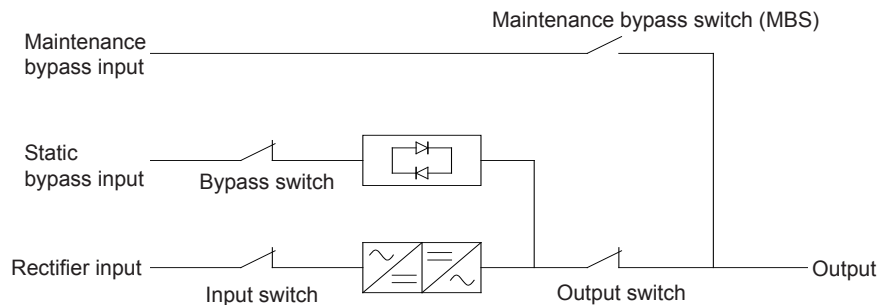 Maintenance bypass switch (MBS)
Maintenance
bypass input
Static
bypass input
Bypass switch
Rectifier input
Input switch
Output switch
Output